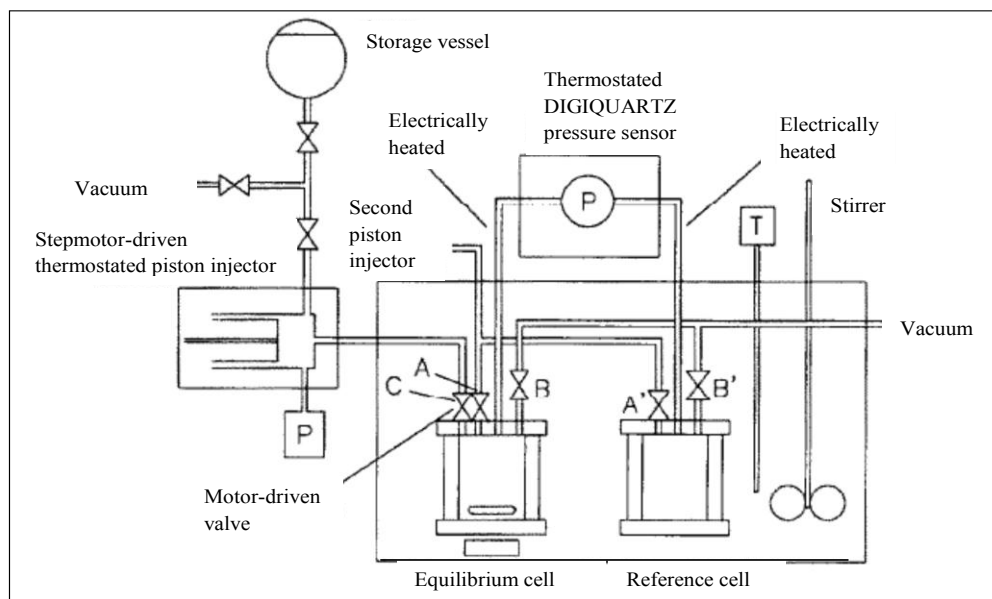 Storage vessel
Thermostated
DIGIQUARTZ
pressure sensor
Electrically
heated
Electrically
heated
P
Vacuum
Second
piston
injector
T
Stirrer
Stepmotor-driven
thermostated piston injector
Vacuum
A
C
B
A'
B'
P
Motor-driven
valve
Equilibrium cell
Reference cell